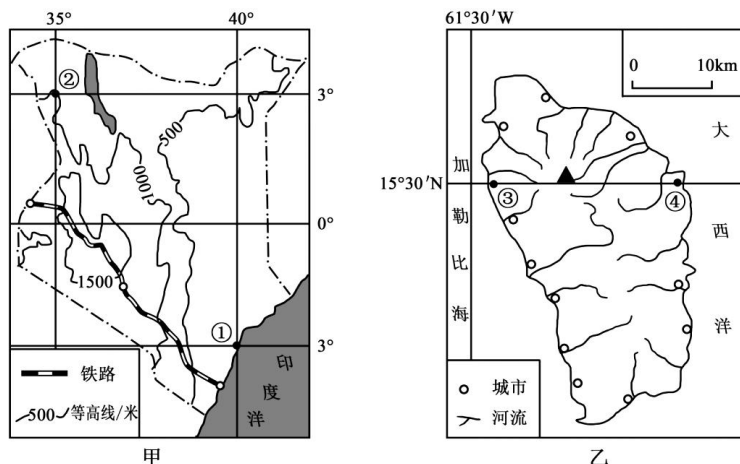 35°
40°
②
3°
500
1000
0°
1500
①
3°
铁路
500 等高线/米
印度洋
甲
61°30′W
0 10km
15°30′N
③
④
加勒比海
大西洋
城市
河流
乙